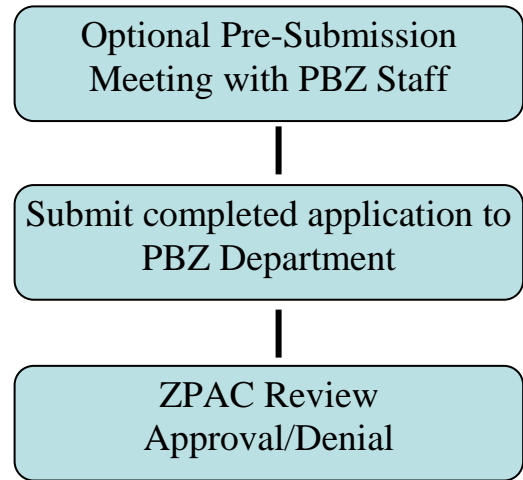 Optional Pre-Submission
Meeting with PBZ Staff
Submit completed application to
PBZ Department
ZPAC Review
Approval/Denial